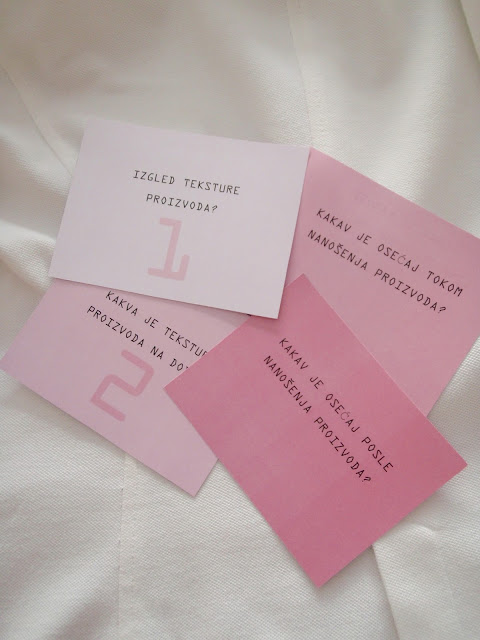 IZGLED TEKSTURE
PROIZVODA?
1
KAKAV JE OSEĆAJ TOKOM
NANOŠENJA PROIZVODA?
KAKVA JE TEKSTU
PROIZVODA NA
2
KAKAV JE OSEĆAJ POSLE
NANOŠENJA PROIZVODA?